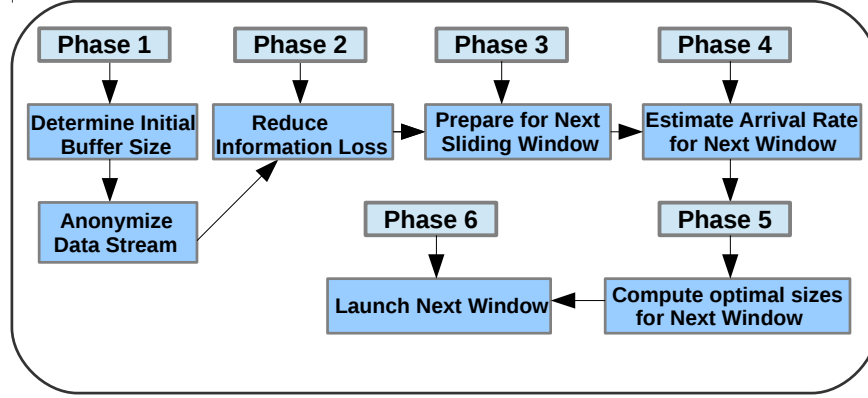 Phase 1
Phase 2
Phase 3
Phase 4
Determine Initial
Buffer Size
Reduce
Information Loss
Prepare for Next
Sliding Window
Estimate Arrival Rate
for Next Window
Anonymize
Data Stream
Phase 6
Phase 5
Launch Next Window
Compute optimal sizes
for Next Window